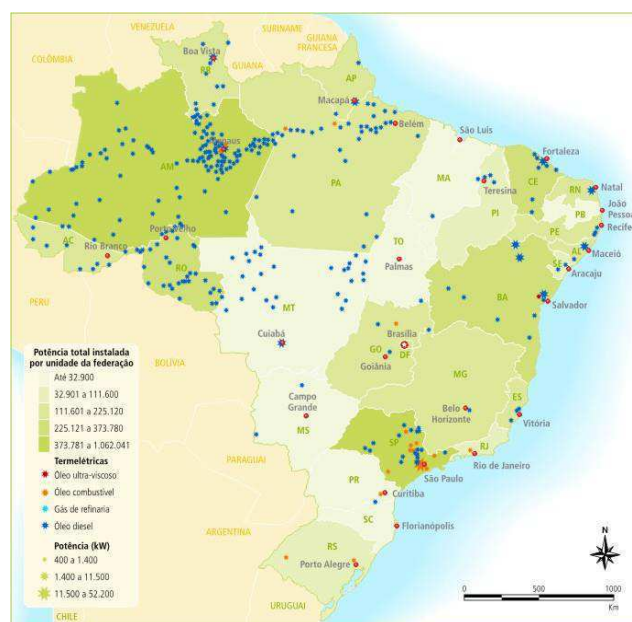 VENEZUELA
SURINAME
GUIANA
FRANCESA
COLÔMBIA
GUIANA
Boa Vista
RR
AP
Macapá
Belém
São Luís
Fortaleza
AM
PA
MA
Teresina
CE
RN
Natal
PB
João
Pessoa
PI
PE
Recife
AC
Rio Branco
Porto Velho
RO
TO
Palmas
AL
Maceió
SE
Aracaju
PERU
MT
BA
Salvador
Cuiabá
Brasília
GO
DF
Goiânia
BOLÍVIA
MG
Campo
Grande
MS
Belo
Horizonte
ES
Vitória
SP
RJ
São Paulo
Rio de Janeiro
PARAGUAI
PR
Curitiba
SC
Florianópolis
ARGENTINA
RS
Porto Alegre
URUGUAI
CHILE
Potência total instalada
por unidade da federação
Até 32.900
32.901 a 111.600
111.601 a 225.120
225.121 a 373.780
373.781 a 1.062.041
Termelétricas
Óleo ultra-viscoso
Óleo combustível
Gás de refinaria
Óleo diesel
Potência (kW)
400 a 1.400
1.400 a 11.500
11.500 a 52.200
N
0 500 1000
Km